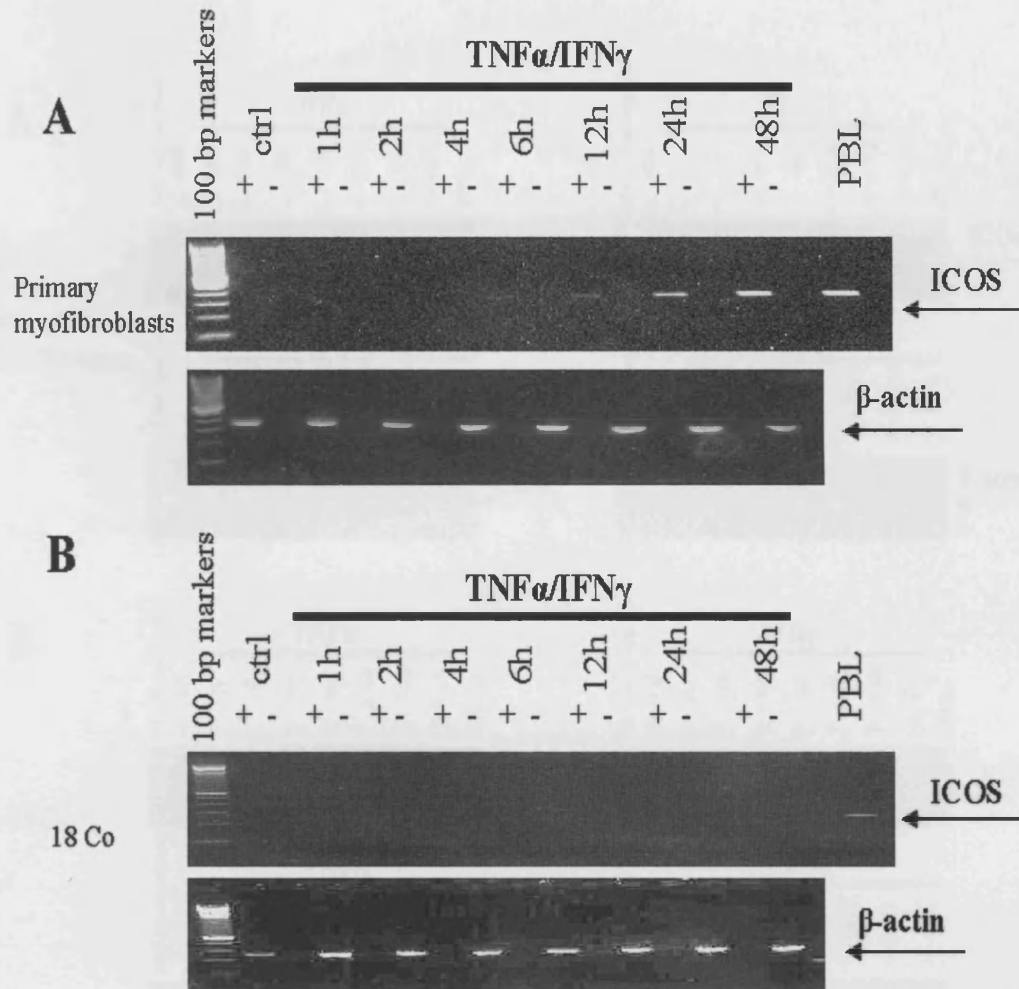 A
100 bp markers
TNFα/IFNγ
ctrl 1h 2h 4h 6h 12h 24h 48h PBL
+ - + - + - + - + - + - + - + -
Primary
myofibroblasts
ICOS
β-actin
B
100 bp markers
TNFα/IFNγ
ctrl 1h 2h 4h 6h 12h 24h 48h PBL
+ - + - + - + - + - + - + - + -
18 Co
ICOS
β-actin